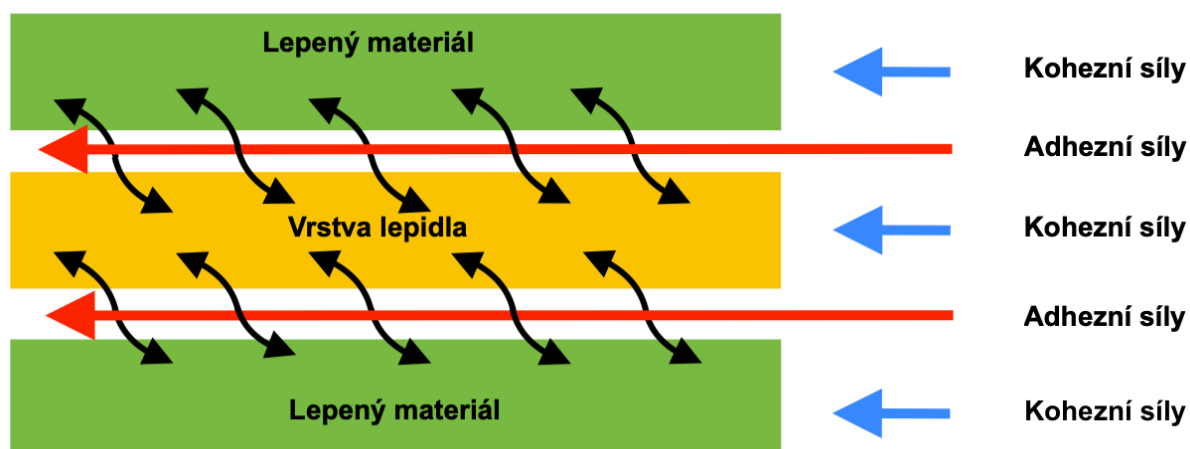 Lepený materiál
Kohezní síly
Adhezní síly
Vrstva lepidla
Kohezní síly
Adhezní síly
Lepený materiál
Kohezní síly